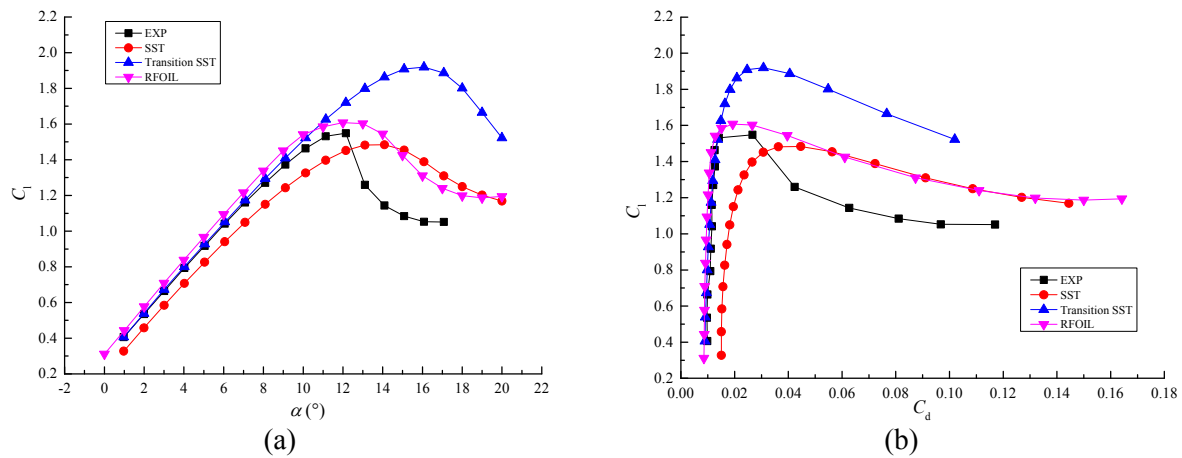 2.2
2.0
1.8
1.6
1.4
1.2
1.0
0.8
0.6
0.4
0.2
C_l
EXP
SST
Transition SST
RFOIL
-2 0 2 4 6 8 10 12 14 16 18 20 22
α (°)
(a)
2.2
2.0
1.8
1.6
1.4
1.2
1.0
0.8
0.6
0.4
0.2
C_l
EXP
SST
Transition SST
RFOIL
0.00 0.02 0.04 0.06 0.08 0.10 0.12 0.14 0.16 0.18
C_d
(b)